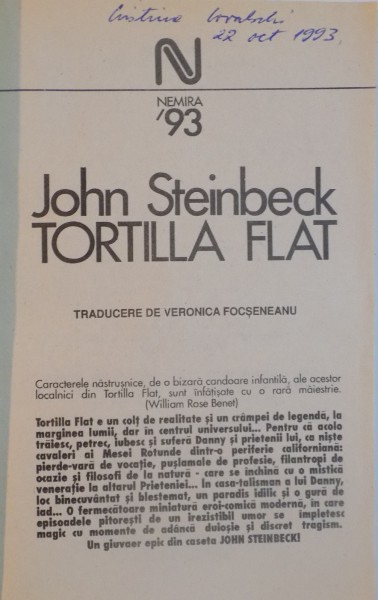 Cristina
22 oct 1993
NEMIRA
'93
John Steinbeck
TORTILLA FLAT
TRADUCERE DE VERONICA FOCȘENEANU
Caracterele năstrușnice, de o bizară candoare infantilă, ale acestor
localnici din Tortilla Flat, sunt înfățișate cu o rară măiestrie.
(William Rose Benet)
Tortilla Flat e un colț de realitate și un crâmpei de legendă, la
marginea lumii, dar în centrul universului... Pentru că acolo
trăiesc, petrec, iubesc și suferă Danny și prietenii lui, ca niște
cavaleri ai Mesei Rotunde dintr-o periferie californiană:
pierde-vară de vocație, pușlamale de profesie, filantropi de
ocazie și filosofi de la natură - care se închină cu o mistică
venerație la altarul Prieteniei... În casa-talisman a lui Danny,
loc binecuvântat și blestemat, un paradis idilic și o gură de
iad... O fermecătoare miniatură eroi-comică modernă, în care
episoadele pitorești de un irezistibil umor se împletesc
magic cu momente de adâncă duioșie și discret tragism.
Un giuvaer epic din caseta JOHN STEINBECK!